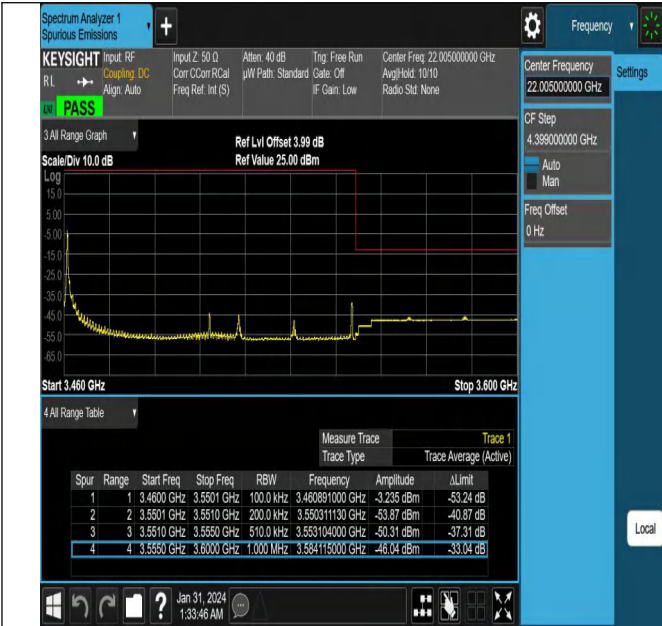 Spectrum Analyzer 1
Spurious Emissions
Frequency
KEYSIGHT
RL
Input: RF
Coupling: DC
Align: Auto
Input Z: 50 Ω
Corr CCorr RCal
Freq Ref: Int (S)
Atten: 40 dB
µW Path: Standard
Trig: Free Run
Gate: Off
IF Gain: Low
Center Freq: 22.005000000 GHz
Avg|Hold: 10/10
Radio Std: None
LXI PASS
Center Frequency
22.005000000 GHz
Settings
CF Step
4.399000000 GHz
Auto
Man
Freq Offset
0 Hz
3 All Range Graph
Scale/Div 10.0 dB
Ref Lvl Offset 3.99 dB
Ref Value 25.00 dBm
Log
15.0
5.00
-5.00
-15.0
-25.0
-35.0
-45.0
-55.0
-65.0
Start 3.460 GHz
Stop 3.600 GHz
4 All Range Table
Measure Trace Trace 1
Trace Type Trace Average (Active)
Spur Range Start Freq Stop Freq RBW Frequency Amplitude ΔLimit
1 1 3.4600 GHz 3.5501 GHz 100.0 kHz 3.460891000 GHz -3.235 dBm -53.24 dB
2 2 3.5501 GHz 3.5510 GHz 200.0 kHz 3.550311130 GHz -53.87 dBm -40.87 dB
3 3 3.5510 GHz 3.5550 GHz 510.0 kHz 3.553104000 GHz -50.31 dBm -37.31 dB
4 4 3.5550 GHz 3.6000 GHz 1.000 MHz 3.584115000 GHz -46.04 dBm -33.04 dB
Local
Jan 31, 2024
1:33:46 AM